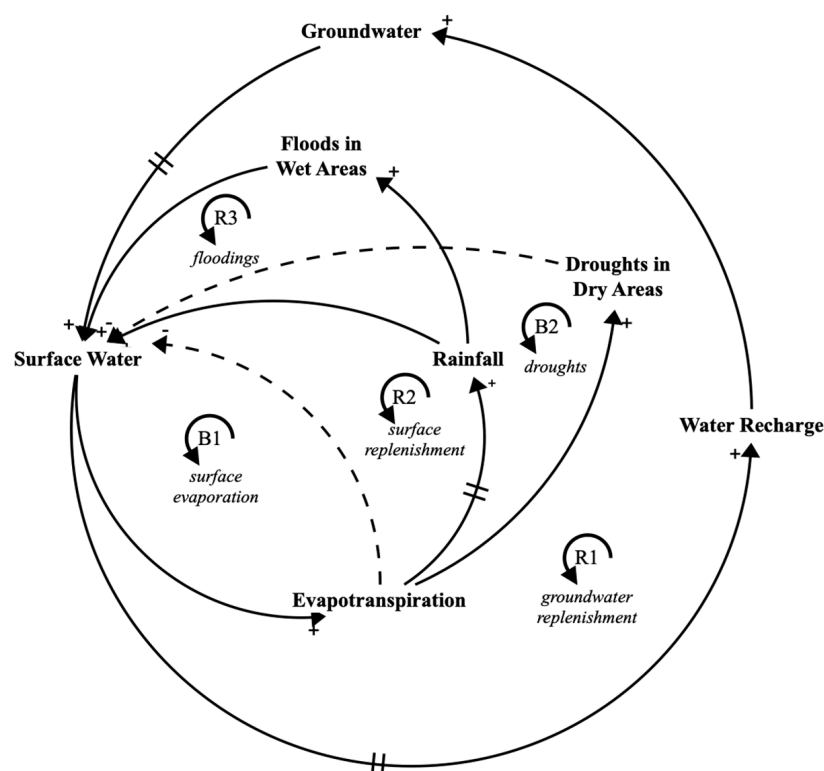 +
Groundwater
Floods in
Wet Areas
+
R3
floodings
Droughts in
Dry Areas
+
+
-
-
+
B2
droughts
Surface Water
Rainfall
+
R2
surface
replenishment
B1
surface
evaporation
Water Recharge
+
R1
groundwater
replenishment
Evapotranspiration
+